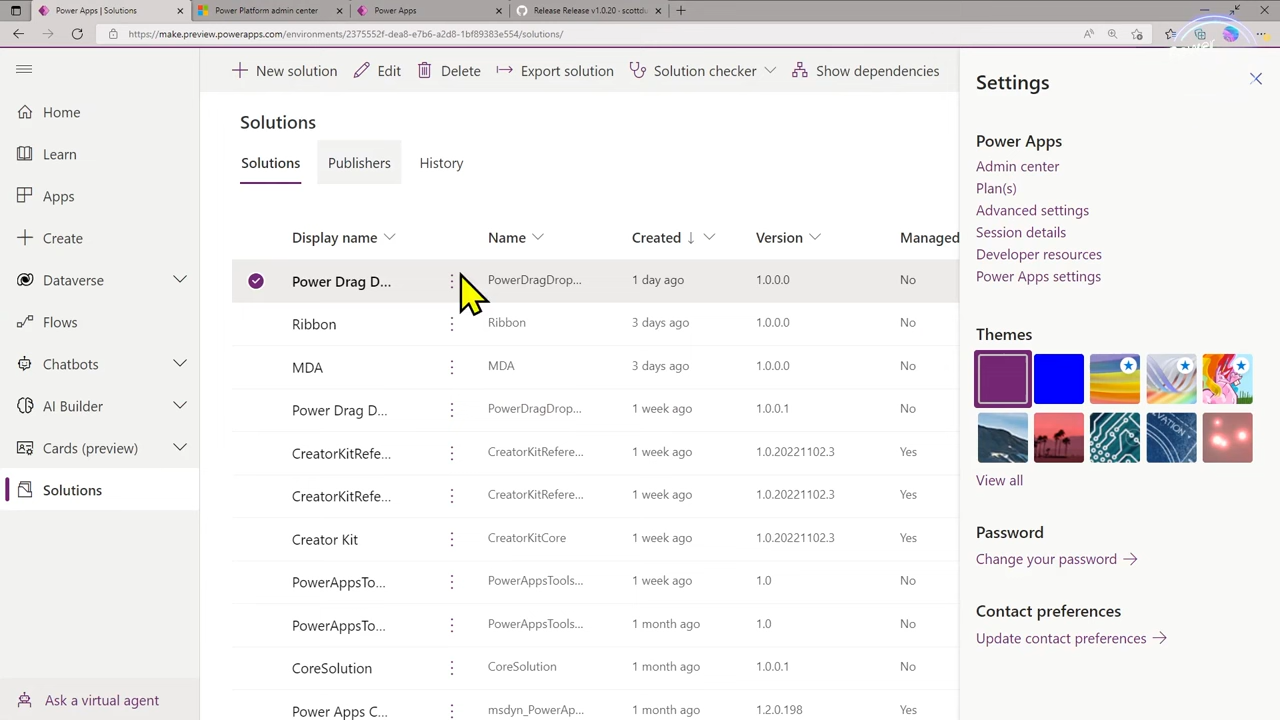 Power Apps | Solutions
Power Platform admin center
Power Apps
Release Release v1.0.20 - scottdu
https://make.preview.powerapps.com/environments/2375552f-dea8-e7b6-a2d8-1bf89383e554/solutions/
New solution
Edit
Delete
Export solution
Solution checker
Show dependencies
Home
Learn
Apps
Create
Dataverse
Flows
Chatbots
AI Builder
Cards (preview)
Solutions
Ask a virtual agent
Solutions
Solutions Publishers History
Display name Name Created ↓ Version Managed
Power Drag D... PowerDragDrop... 1 day ago 1.0.0.0 No
Ribbon Ribbon 3 days ago 1.0.0.0 No
MDA MDA 3 days ago 1.0.0.0 No
Power Drag D... PowerDragDrop... 1 week ago 1.0.0.1 No
CreatorKitRefe... CreatorKitRefere... 1 week ago 1.0.20221102.3 Yes
CreatorKitRefe... CreatorKitRefere... 1 week ago 1.0.20221102.3 Yes
Creator Kit CreatorKitCore 1 week ago 1.0.20221102.3 Yes
PowerAppsTo... PowerAppsTools... 1 week ago 1.0 No
PowerAppsTo... PowerAppsTools... 1 month ago 1.0 No
CoreSolution CoreSolution 1 month ago 1.0.0.1 No
Power Apps C... msdyn_PowerAp... 1 month ago 1.2.0.198 Yes
Settings
Power Apps
Admin center
Plan(s)
Advanced settings
Session details
Developer resources
Power Apps settings
Themes
View all
Password
Change your password
Contact preferences
Update contact preferences